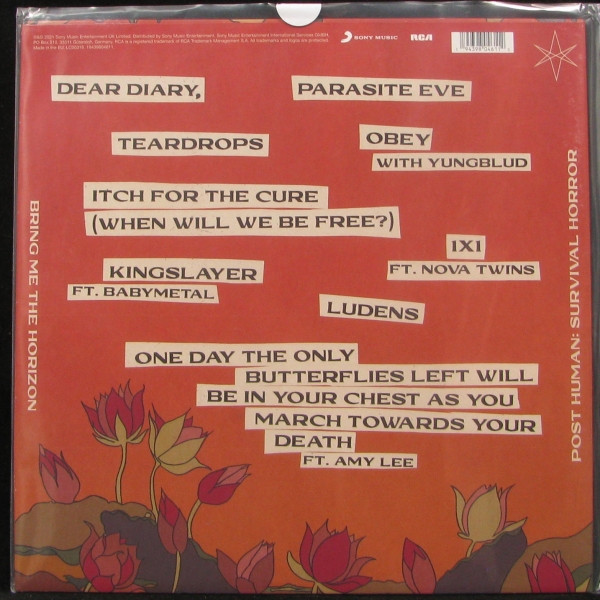 SONY MUSIC
RCA
DEAR DIARY,
PARASITE EVE
TEARDROPS
OBEY
WITH YUNGBLUD
ITCH FOR THE CURE
(WHEN WILL WE BE FREE?)
1X1
FT. NOVA TWINS
KINGSLAYER
FT. BABYMETAL
LUDENS
ONE DAY THE ONLY
BUTTERFLIES LEFT WILL
BE IN YOUR CHEST AS YOU
MARCH TOWARDS YOUR
DEATH
FT. AMY LEE
BRING ME THE HORIZON
POST HUMAN: SURVIVAL HORROR